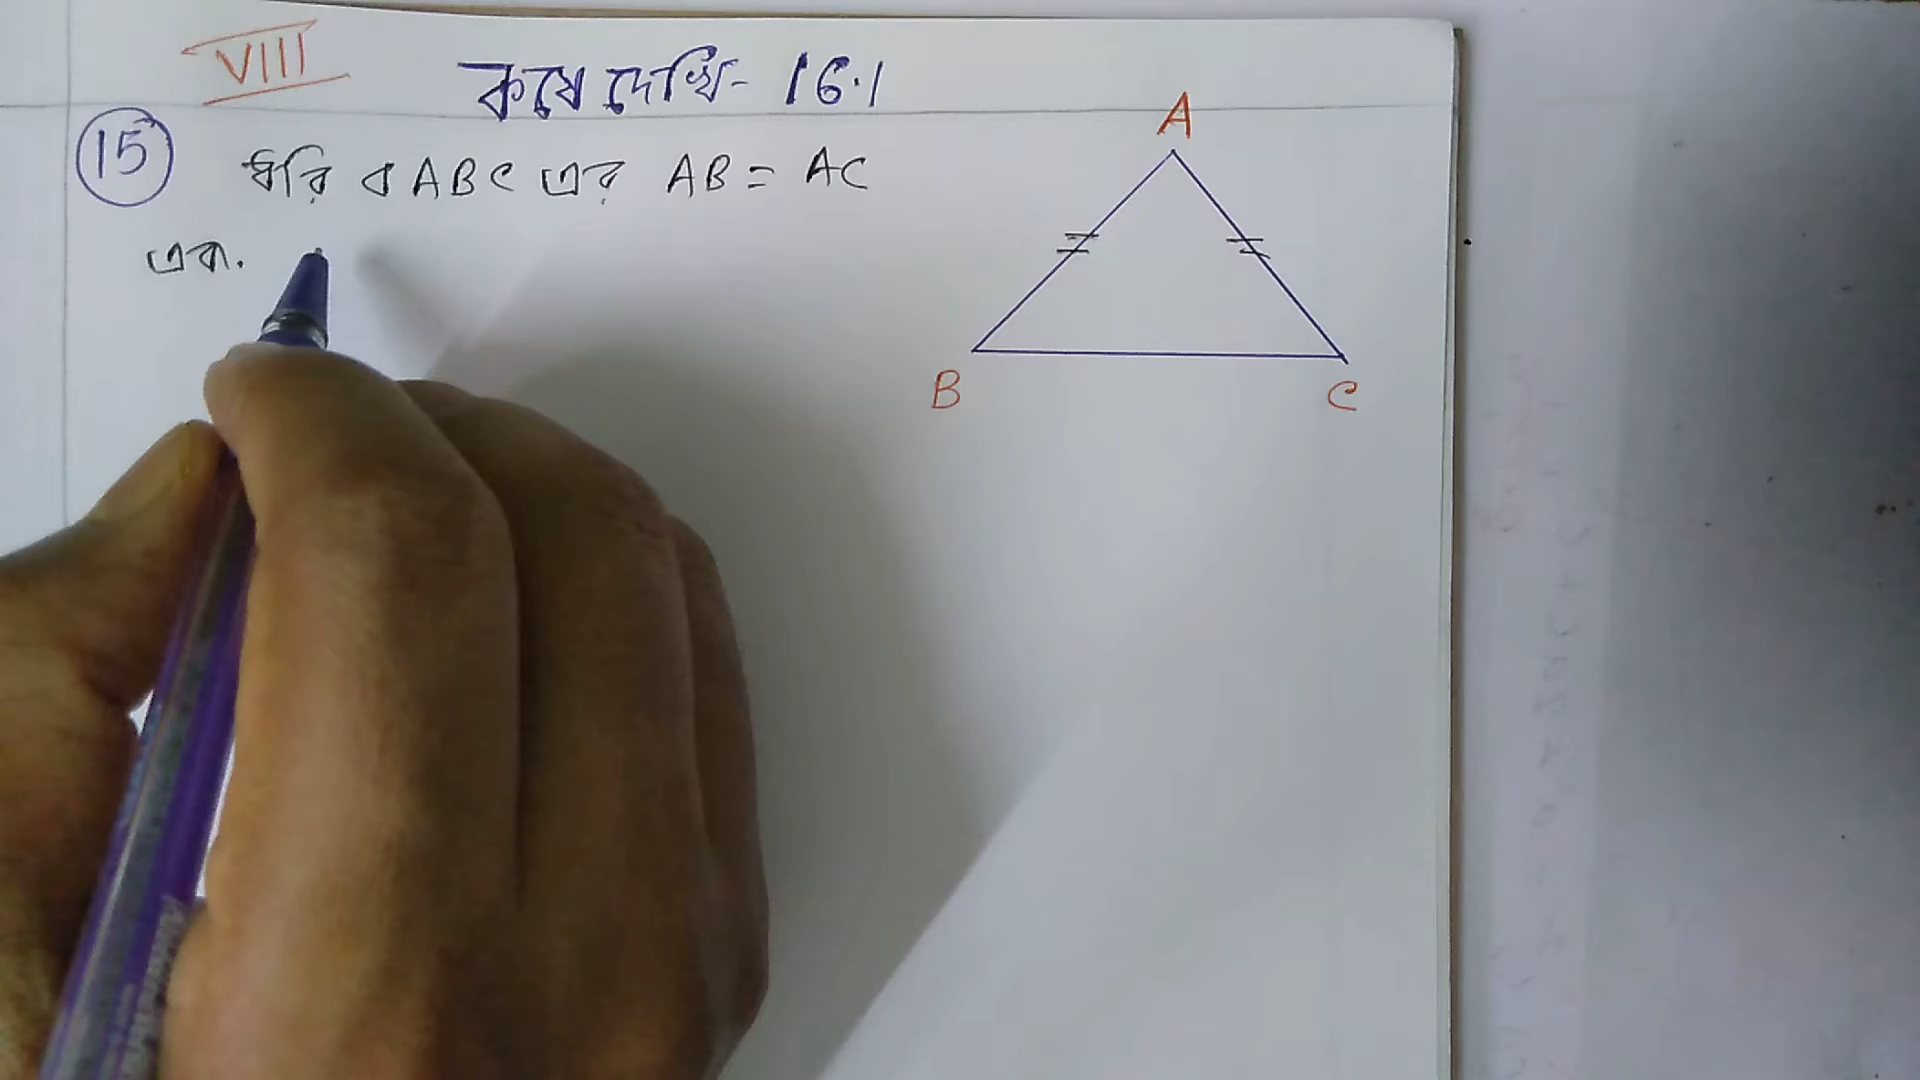 VIII
কষে দেখি- 16.1
15
ধরি △ABC এর AB = AC
এবং
A
B
C